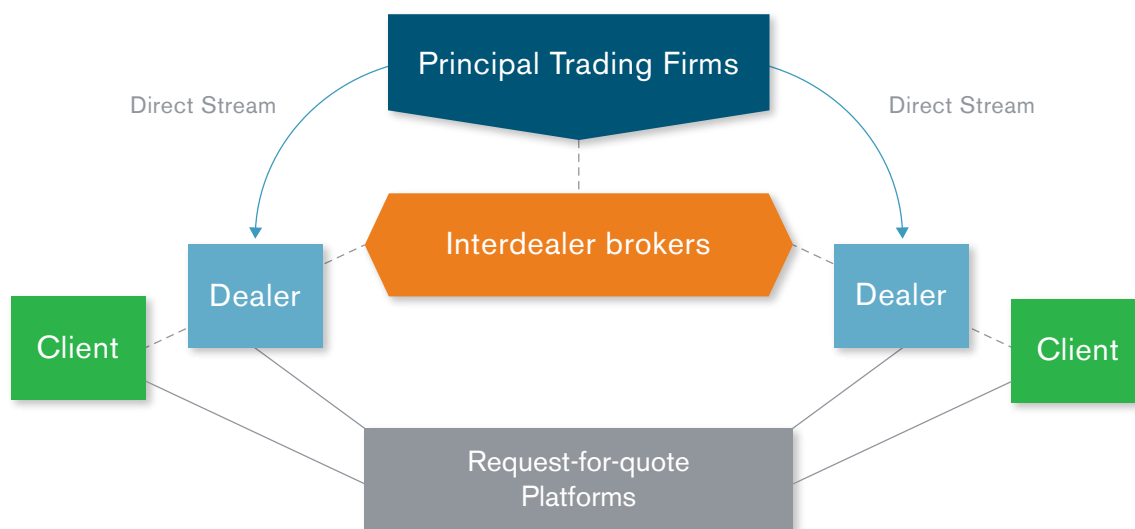 Principal Trading Firms
Direct Stream
Direct Stream
Interdealer brokers
Dealer
Dealer
Client
Client
Request-for-quote
Platforms